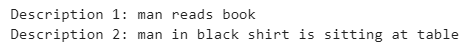 Description 1: man reads book
Description 2: man in black shirt is sitting at table